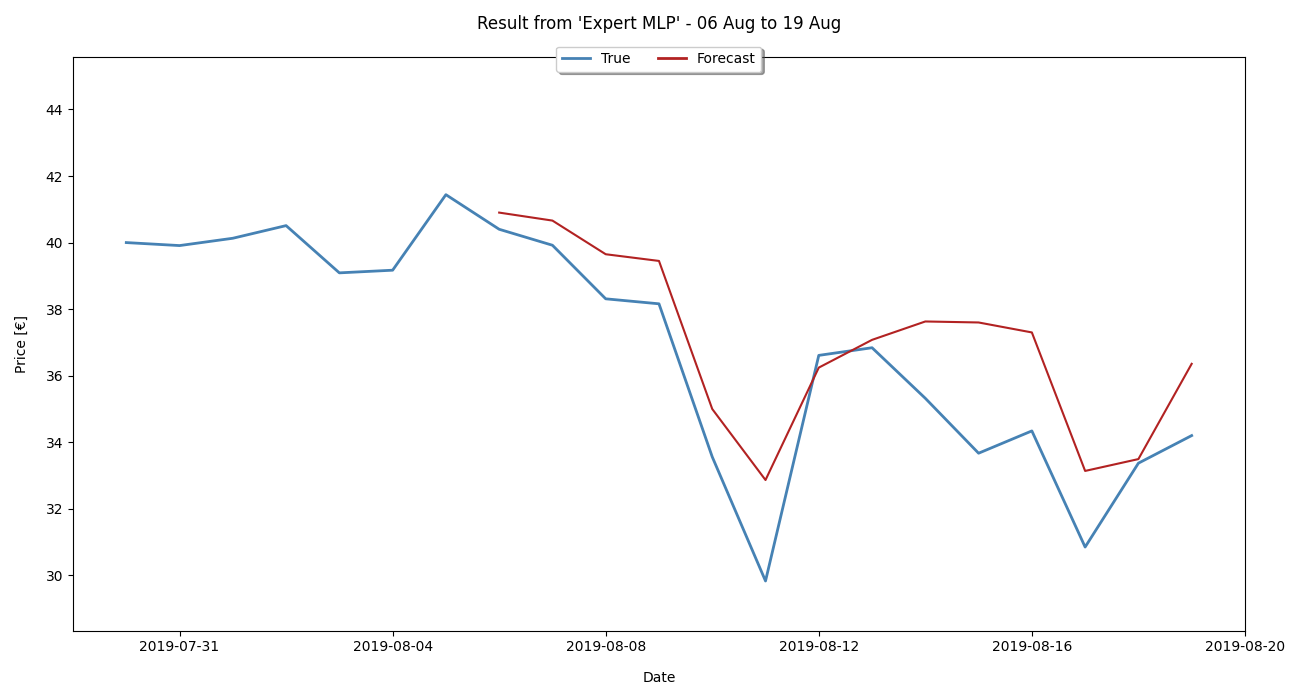 Result from 'Expert MLP' - 06 Aug to 19 Aug
True Forecast
44
42
40
38
36
34
32
30
Price [€]
2019-07-31 2019-08-04 2019-08-08 2019-08-12 2019-08-16 2019-08-20
Date